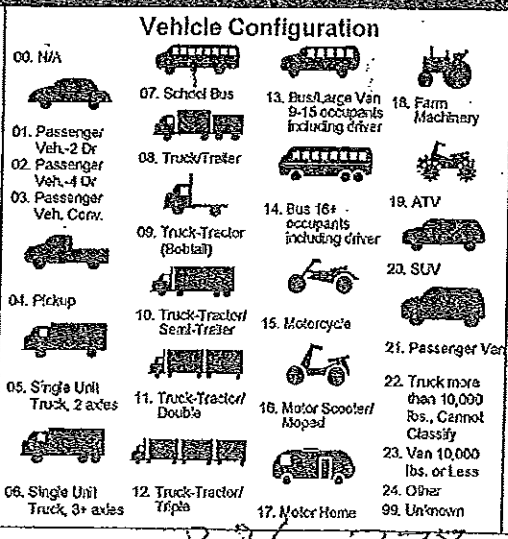 Vehicle Configuration
00. N/A
01. Passenger
Veh.-2 Dr
02. Passenger
Veh.-4 Dr
03. Passenger
Veh. Conv.
04. Pickup
05. Single Unit
Truck, 2 axles
06. Single Unit
Truck, 3+ axles
07. School Bus
08. Truck/Trailer
09. Truck-Tractor
(Bobtail)
10. Truck-Tractor/
Semi-Trailer
11. Truck-Tractor/
Double
12. Truck-Tractor/
Triple
13. Bus/Large Van
9-15 occupants
including driver
14. Bus 16+
occupants
including driver
15. Motorcycle
16. Motor Scooter/
Moped
17. Motor Home
18. Farm
Machinery
19. ATV
20. SUV
21. Passenger Van
22. Truck more
than 10,000
lbs., Cannot
Classify
23. Van 10,000
lbs. or Less
24. Other
99. Unknown